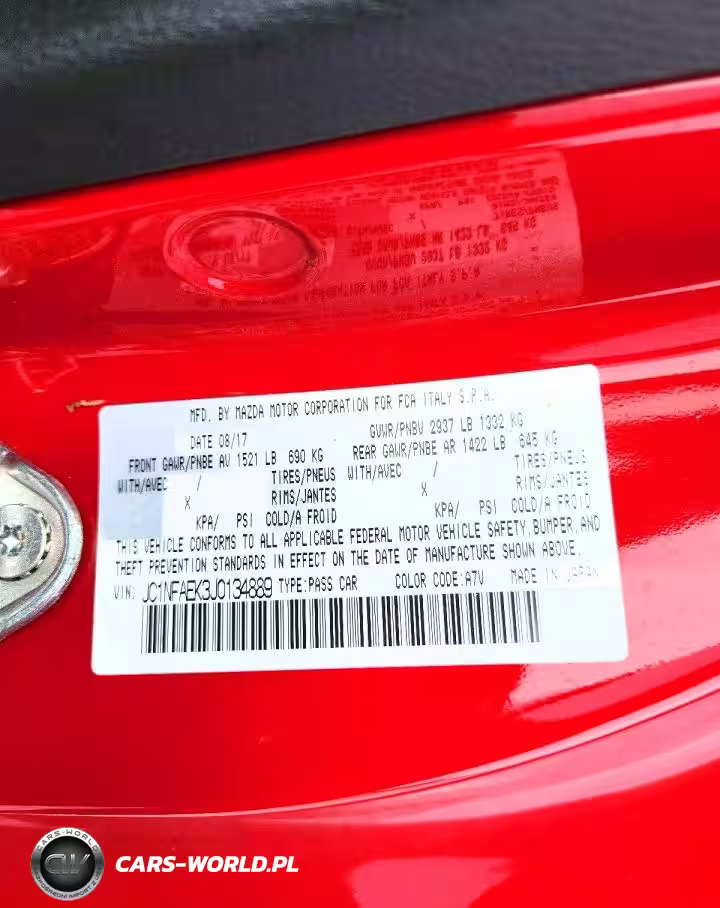 MFD. BY MAZDA MOTOR CORPORATION FOR FCA ITALY S.P.A.
DATE 08/17 GVWR/PNBV 2937 LB 1332 KG
FRONT GAWR/PNBE AV 1521 LB 690 KG REAR GAWR/PNBE AR 1422 LB 645 KG
WITH/AVEC / TIRES/PNEUS WITH/AVEC / TIRES/PNEUS
X RIMS/JANTES X RIMS/JANTES
KPA/ PSI COLD/A FROID KPA/ PSI COLD/A FROID
THIS VEHICLE CONFORMS TO ALL APPLICABLE FEDERAL MOTOR VEHICLE SAFETY, BUMPER, AND
THEFT PREVENTION STANDARDS IN EFFECT ON THE DATE OF MANUFACTURE SHOWN ABOVE.
VIN: JC1NFAEK3J0134889 TYPE:PASS CAR COLOR CODE:A7V MADE IN JAPAN
CARS-WORLD
CW
CARS-WORLD.PL